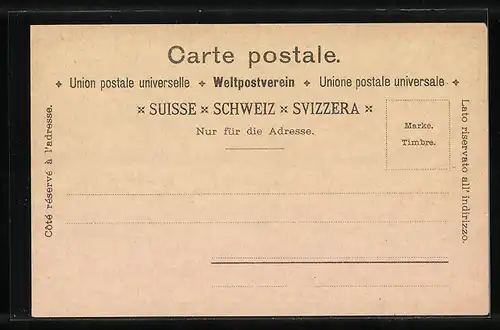 Carte postale.
Union postale universelle ✦ Weltpostverein ✦ Unione postale universale
× SUISSE × SCHWEIZ × SVIZZERA ×
Nur für die Adresse.
Marke.
Timbre.
Côté réservé à l'adresse.
Lato riservato all' indirizzo.